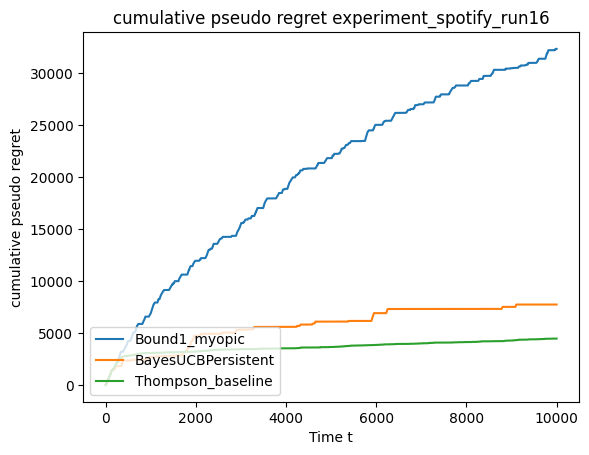 cumulative pseudo regret experiment_spotify_run16
cumulative pseudo regret
30000
25000
20000
15000
10000
5000
0
Bound1_myopic
BayesUCBPersistent
Thompson_baseline
0 2000 4000 6000 8000 10000
Time t